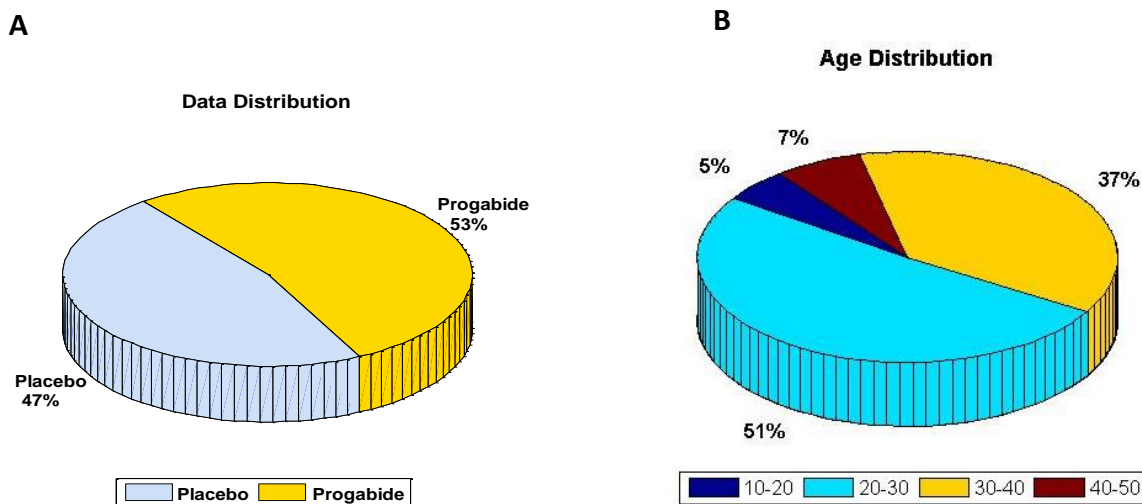 A
Data Distribution
Progabide
53%
Placebo
47%
Placebo Progabide
B
Age Distribution
7%
5%
37%
51%
10-20 20-30 30-40 40-50